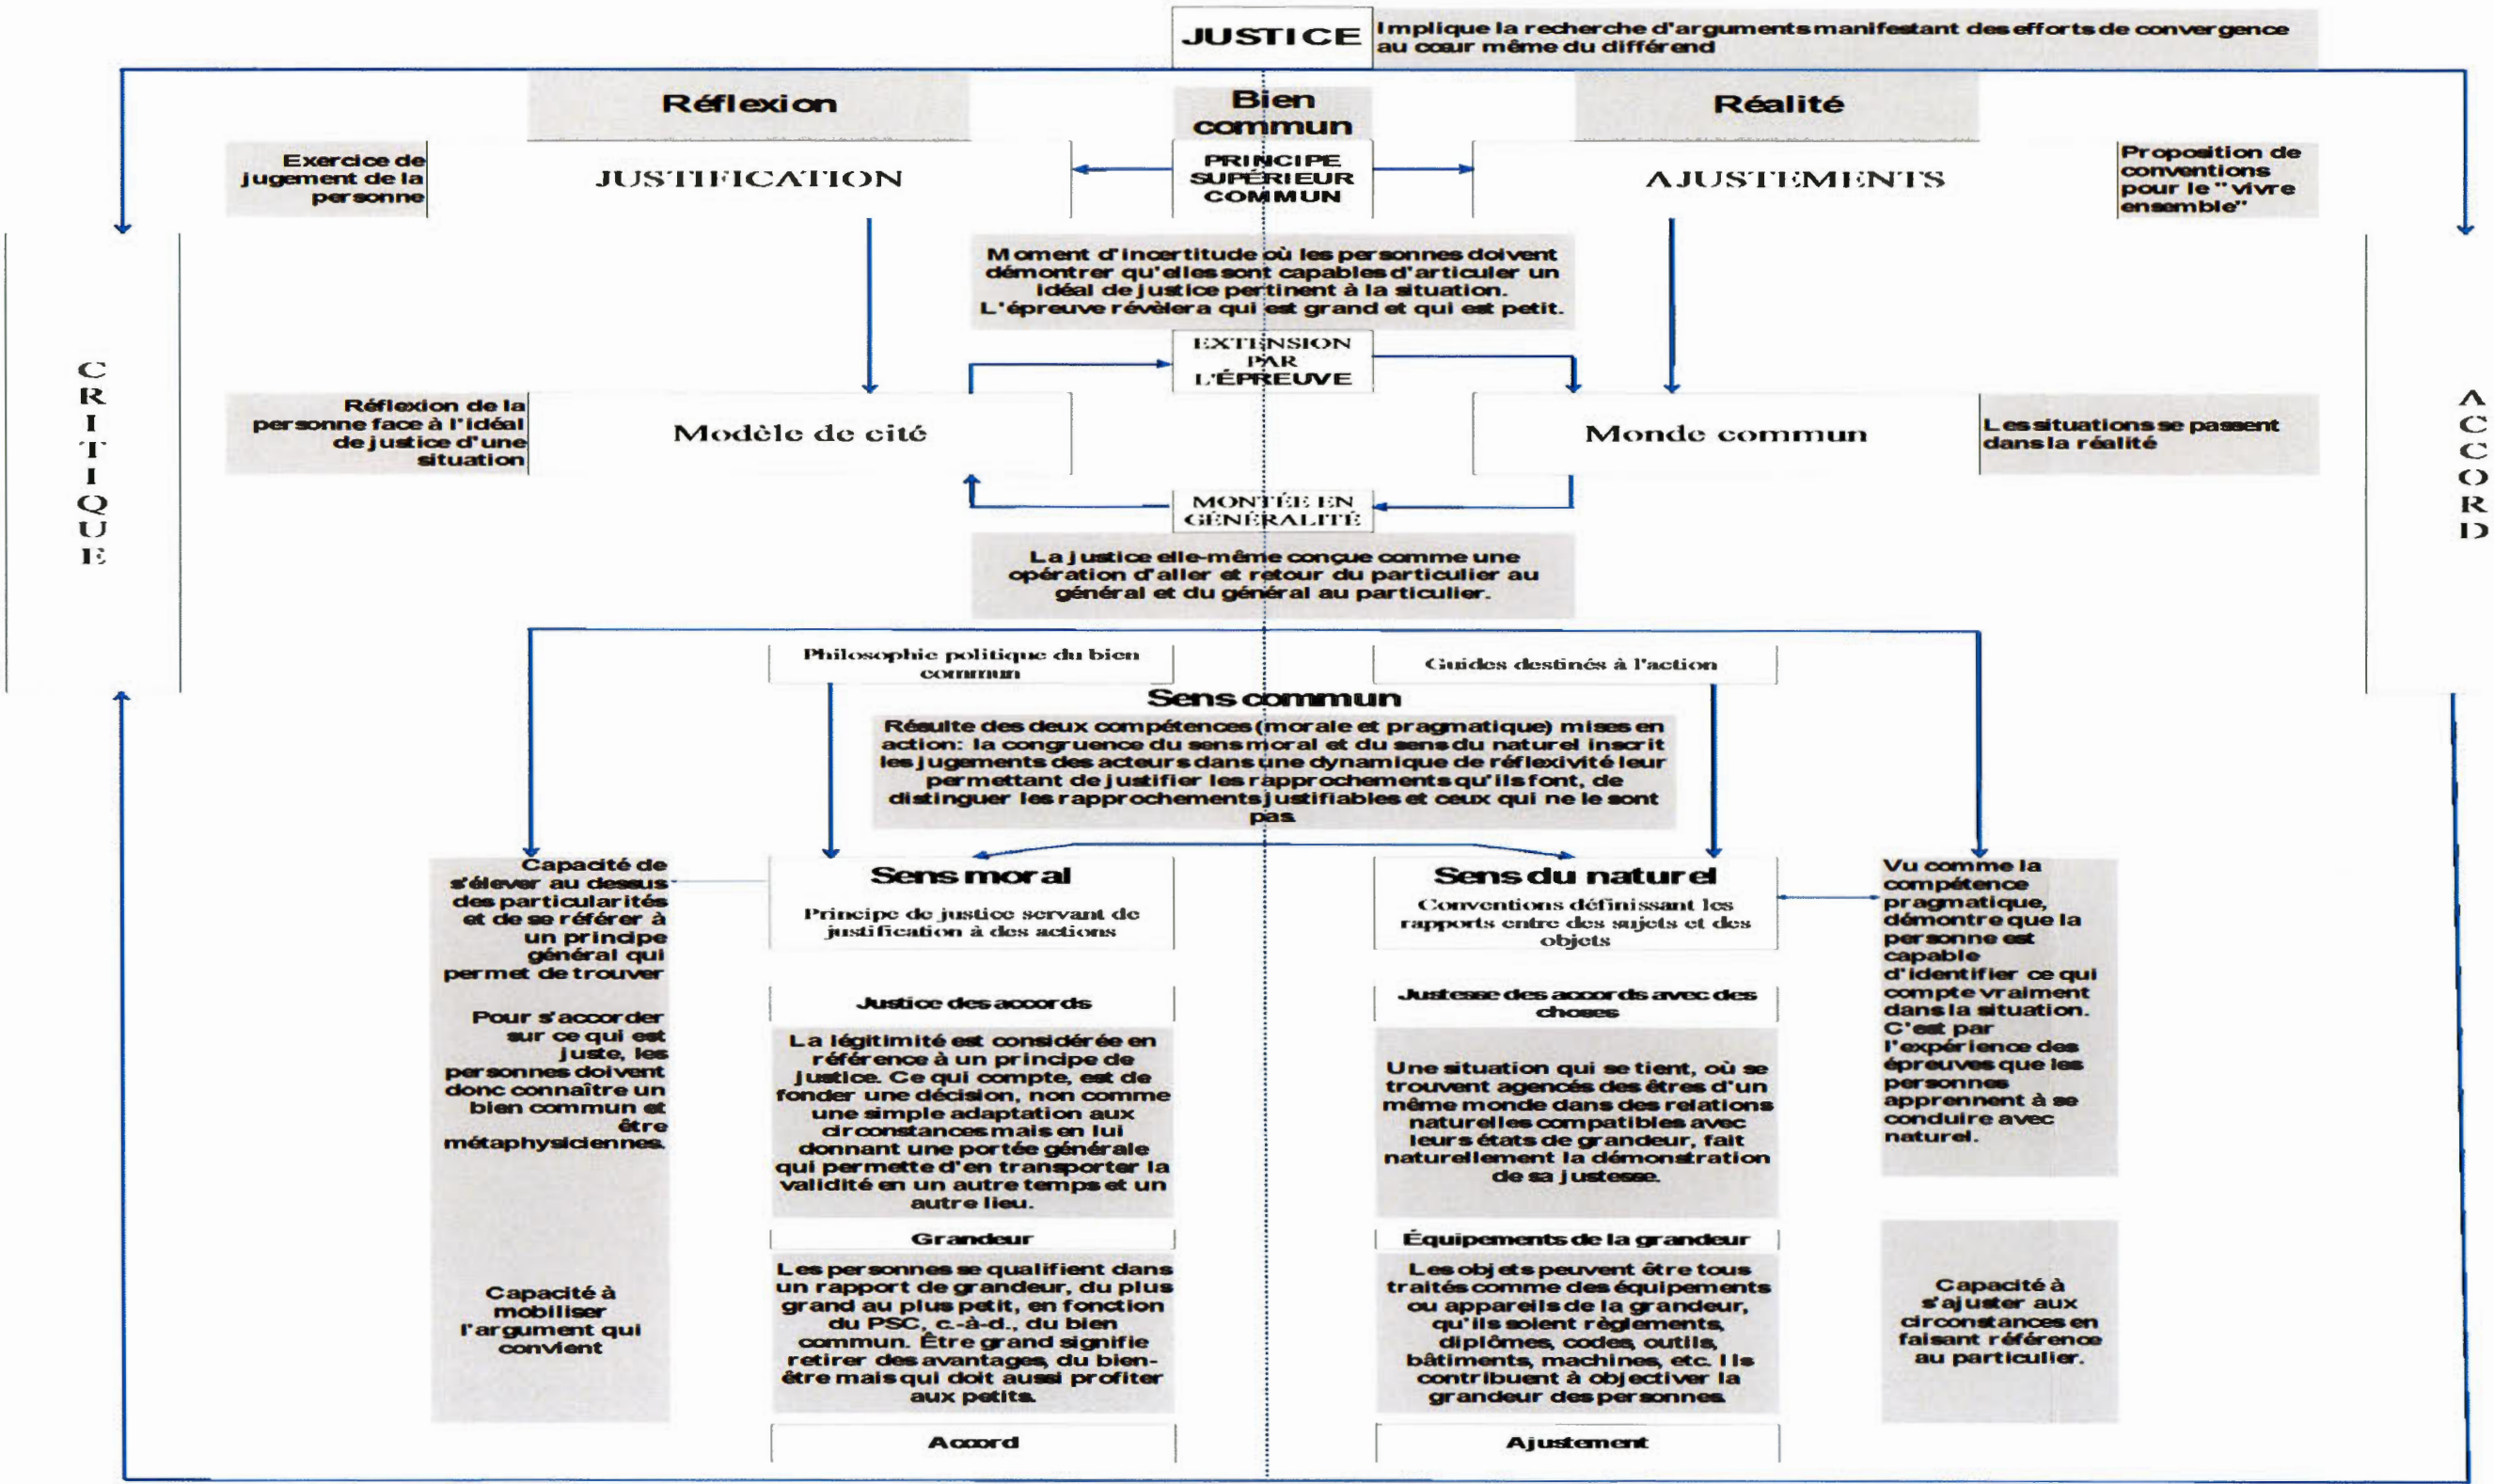 JUSTICE
Implique la recherche d'arguments manifestant des efforts de convergence
au cœur même du différend
Réflexion
Bien
commun
Réalité
Exercice de
jugement de la
personne
JUSTIFICATION
PRINCIPE
SUPÉRIEUR
COMMUN
AJUSTEMENTS
Proposition de
conventions
pour le "vivre
ensemble"
Moment d'incertitude où les personnes doivent
démontrer qu'elles sont capables d'articuler un
idéal de justice pertinent à la situation.
L'épreuve révèlera qui est grand et qui est petit.
CRITIQUE
EXTENSION
PAR
L'ÉPREUVE
ACCORD
Réflexion de la
personne face à l'idéal
de justice d'une
situation
Modèle de cité
Monde commun
Les situations se passent
dans la réalité
MONTÉE EN
GÉNÉRALITÉ
La justice elle-même conçue comme une
opération d'aller et retour du particulier au
général et du général au particulier.
Philosophie politique du bien
commun
Guides destinés à l'action
Sens commun
Résulte des deux compétences (morale et pragmatique) mises en
action: la congruence du sens moral et du sens du naturel inscrit
les jugements des acteurs dans une dynamique de réflexivité leur
permettant de justifier les rapprochements qu'ils font, de
distinguer les rapprochements justifiables et ceux qui ne le sont
pas.
Capacité de
s'élever au dessus
des particularités
et de se référer à
un principe
général qui
permet de trouver
Pour s'accorder
sur ce qui est
juste, les
personnes doivent
donc connaître un
bien commun et
être
métaphysiciennes.
Capacité à
mobiliser
l'argument qui
convient
Sens moral
Principe de justice servant de
justification à des actions
Justice des accords
La légitimité est considérée en
référence à un principe de
justice. Ce qui compte, est de
fonder une décision, non comme
une simple adaptation aux
circonstances mais en lui
donnant une portée générale
qui permette d'en transporter la
validité en un autre temps et un
autre lieu.
Grandeur
Les personnes se qualifient dans
un rapport de grandeur, du plus
grand au plus petit, en fonction
du PSC, c.-à-d., du bien
commun. Être grand signifie
retirer des avantages, du bien-
être mais qui doit aussi profiter
aux petits.
Accord
Sens du naturel
Conventions définissant les
rapports entre des sujets et des
objets
Justesse des accords avec des
choses
Une situation qui se tient, où se
trouvent agencés des êtres d'un
même monde dans des relations
naturelles compatibles avec
leurs états de grandeur, fait
naturellement la démonstration
de sa justesse.
Équipements de la grandeur
Les objets peuvent être tous
traités comme des équipements
ou appareils de la grandeur,
qu'ils soient règlements,
diplômes, codes, outils,
bâtiments, machines, etc. Ils
contribuent à objectiver la
grandeur des personnes.
Ajustement
Vu comme la
compétence
pragmatique,
démontre que la
personne est
capable
d'identifier ce qui
compte vraiment
dans la situation.
C'est par
l'expérience des
épreuves que les
personnes
apprennent à se
conduire avec
naturel.
Capacité à
s'ajuster aux
circonstances en
faisant référence
au particulier.